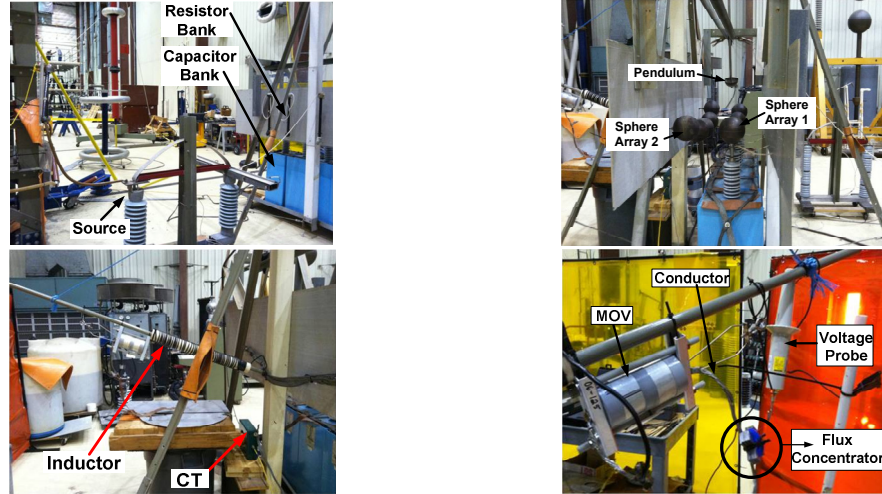 Resistor
Bank
Capacitor
Bank
Source
Pendulum
Sphere
Array 1
Sphere
Array 2
Inductor
CT
Conductor
MOV
Voltage
Probe
Flux
Concentrator